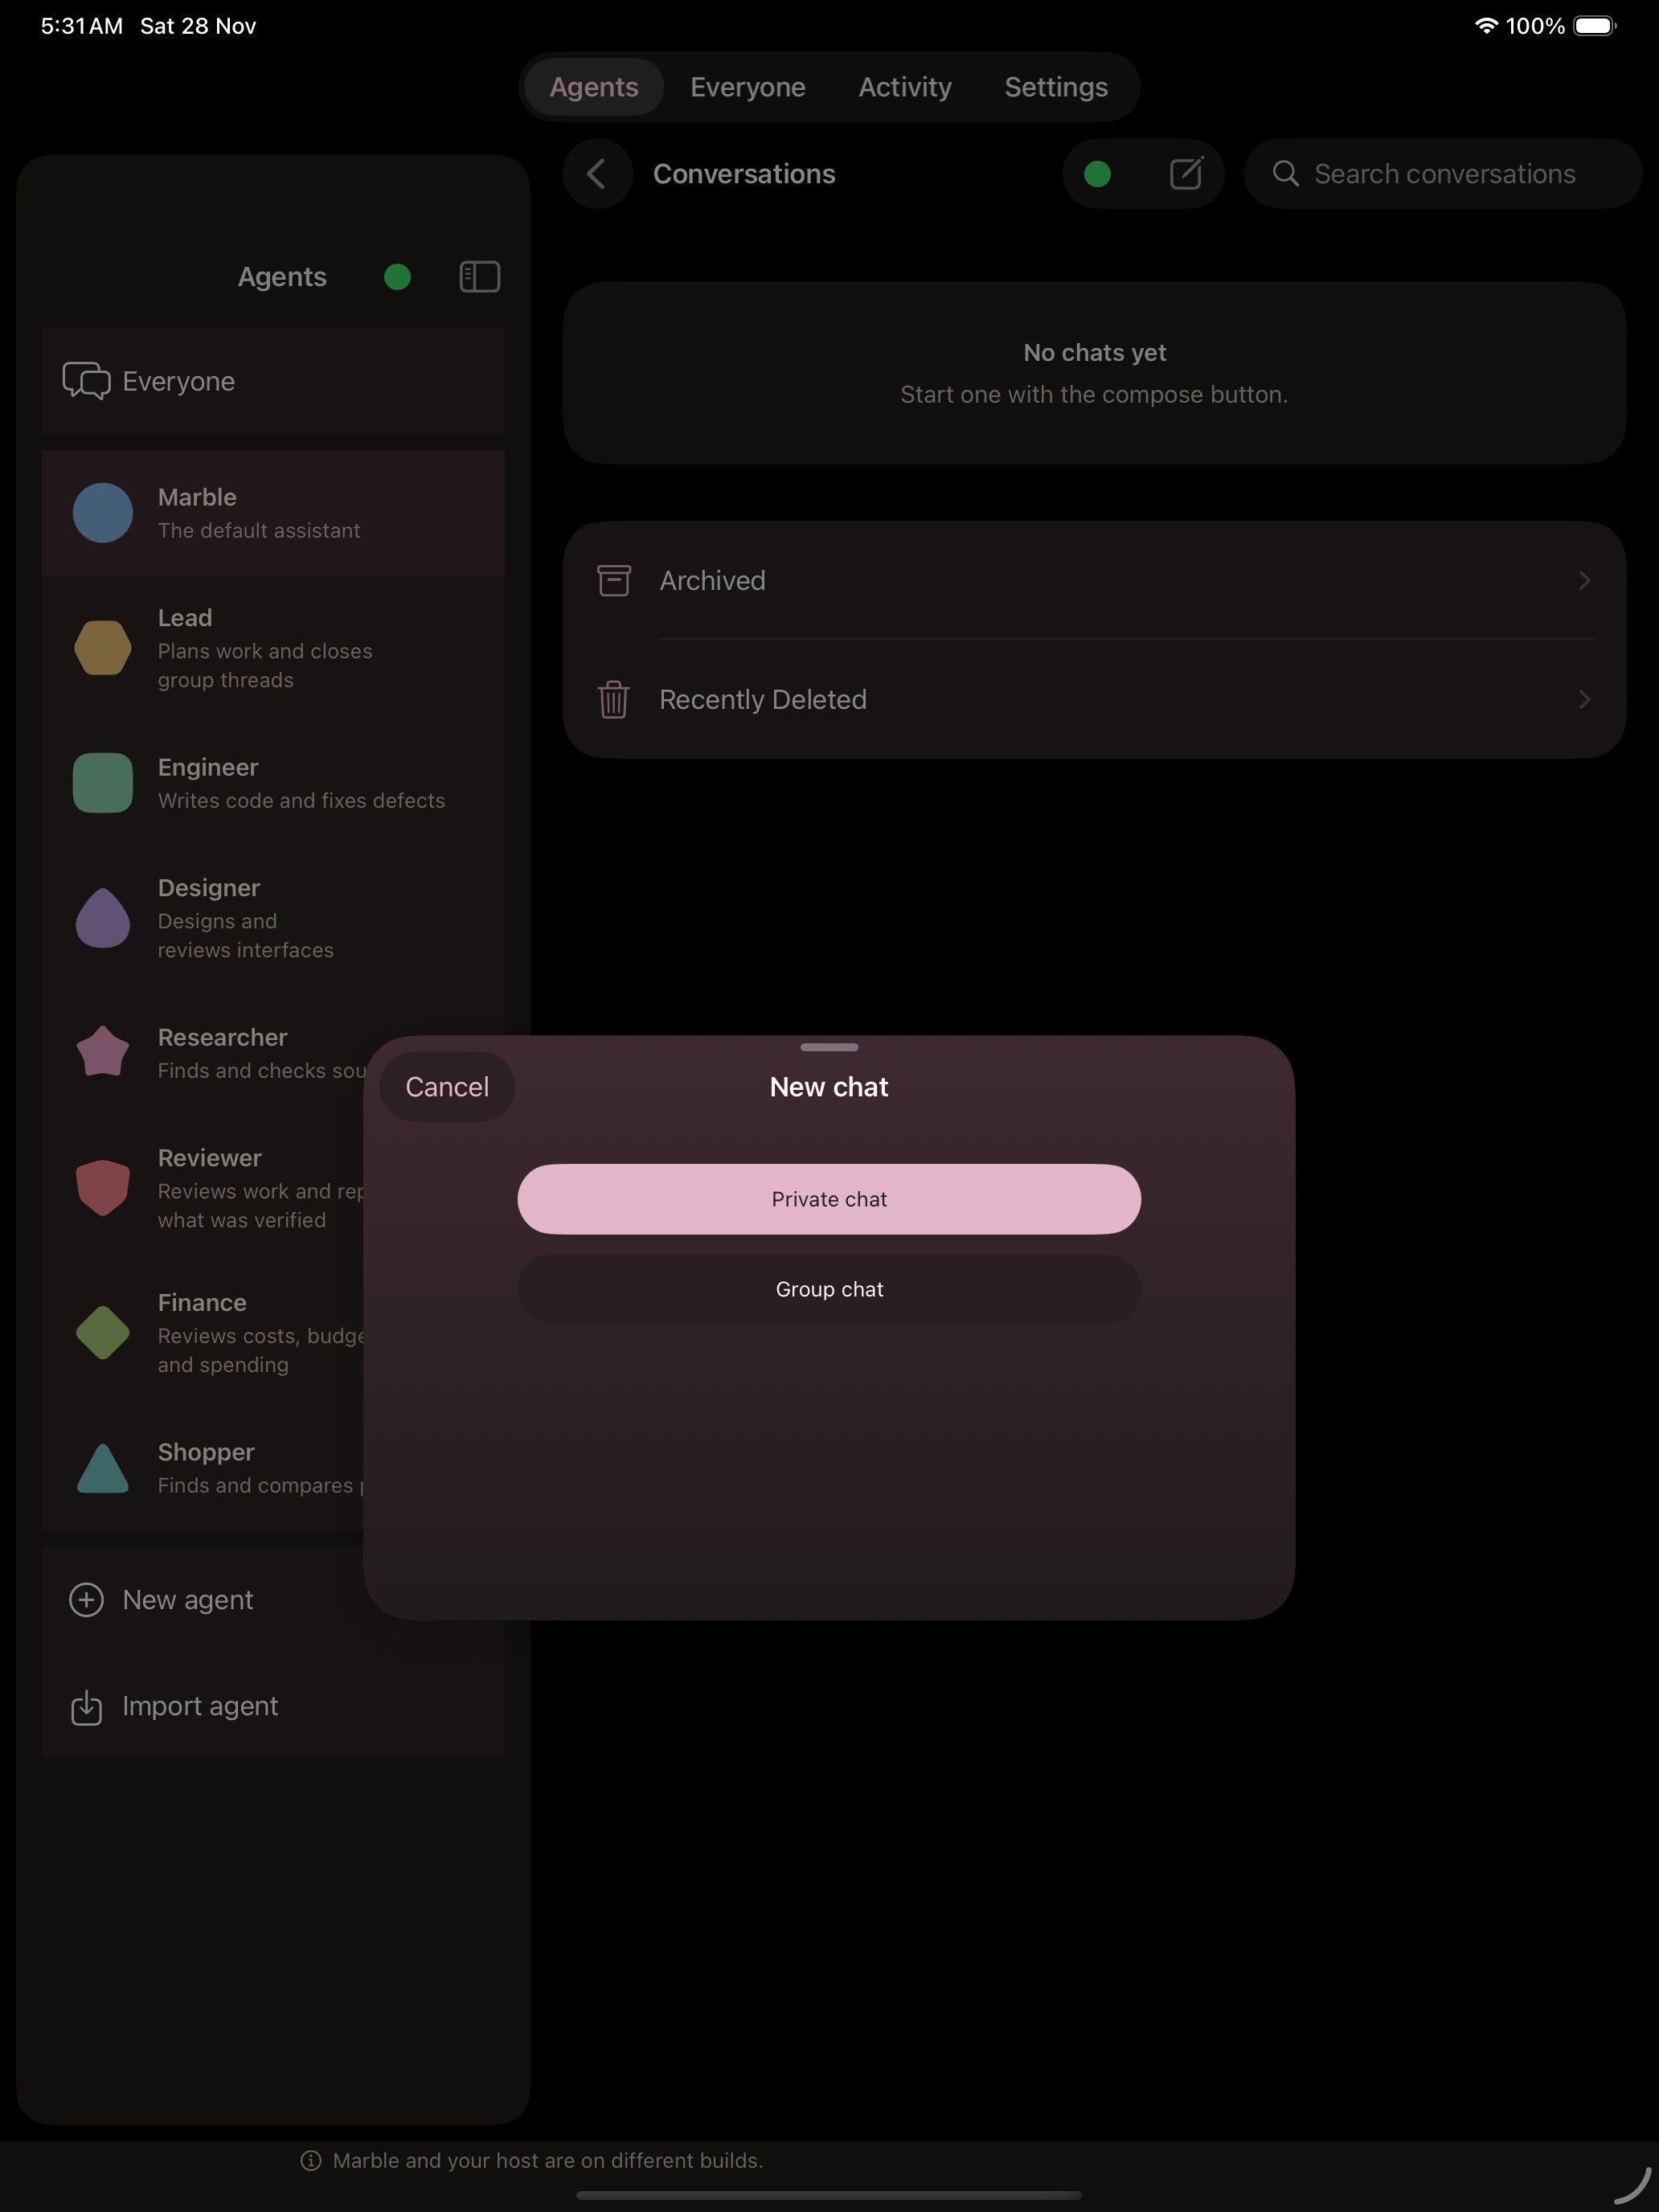 5:31 AM Sat 28 Nov
100%
Agents Everyone Activity Settings
Conversations
Search conversations
Agents
Everyone
Marble
The default assistant
Lead
Plans work and closes
group threads
Engineer
Writes code and fixes defects
Designer
Designs and
reviews interfaces
Researcher
Finds and checks
Reviewer
Reviews work and
what was verified
Finance
Reviews costs,
and spending
Shopper
Finds and compares
New agent
Import agent
No chats yet
Start one with the compose button.
Archived
Recently Deleted
Cancel
New chat
Private chat
Group chat
Marble and your host are on different builds.